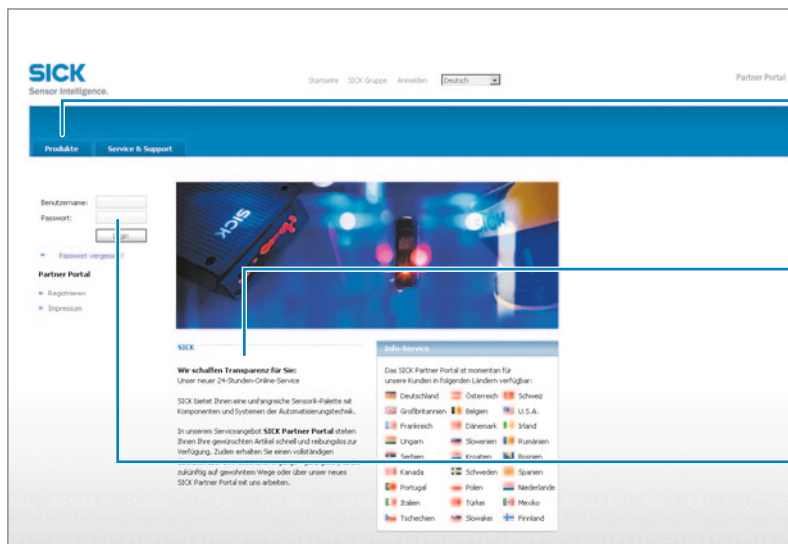 SICK
Sensor Intelligence.
Startseite SICK Gruppe Anmelden Deutsch
Partner Portal
Produkte Service & Support
Benutzername:
Passwort:
Passwort
Partner Portal
Registrieren
Impressum
SICK
SICK
SICK
Wir schaffen Transparenz für Sie:
Unser neuer 24-Stunden-Online-Service
SICK bietet Ihnen eine umfangreiche Sensorik-Palette mit
Komponenten und Systemen der Automatisierungstechnik.
In unserem Serviceangebot SICK Partner Portal stehen
Ihnen Ihre gewünschten Artikel schnell und reibungslos zur
Verfügung. Zudem erhalten Sie einen vollständigen
zukünftig auf gewohntem Wege oder über unser neues
SICK Partner Portal mit uns arbeiten.
Info-Service
Das SICK Partner Portal ist momentan für
unsere Kunden in folgenden Ländern verfügbar:
Deutschland Österreich Schweiz
Großbritannien Belgien U.S.A.
Frankreich Dänemark Irland
Ungarn Slowenien Rumänien
Serbien Kroatien Bosnien
Kanada Schweden Spanien
Portugal Polen Niederlande
Italien Türkei Mexiko
Tschechien Slowakei Finnland